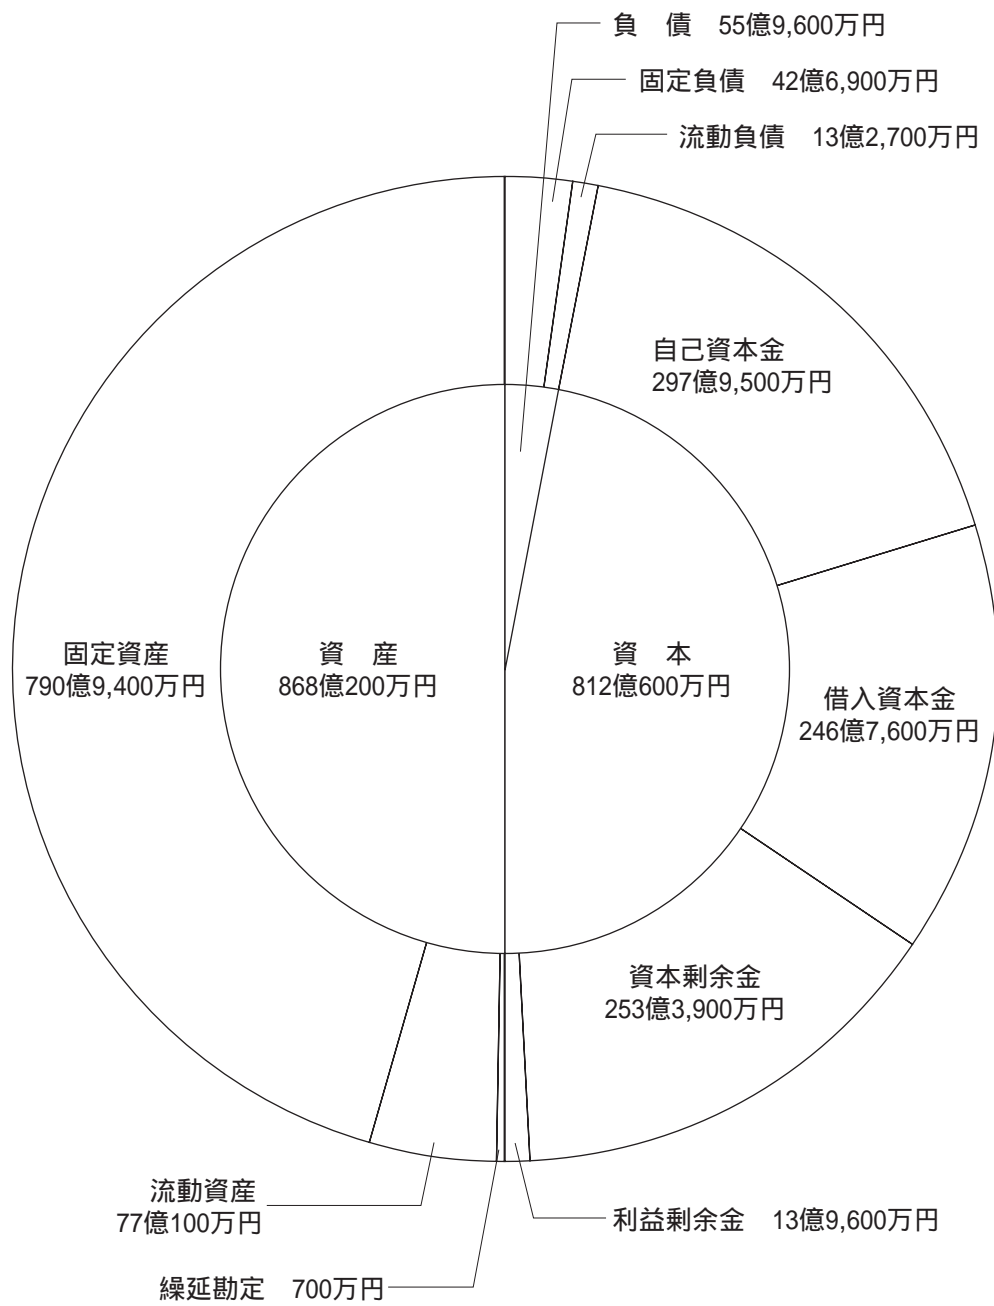 負　債　55億9,600万円
固定負債　42億6,900万円
流動負債　13億2,700万円
自己資本金
297億9,500万円
固定資産
790億9,400万円
資　産
868億200万円
資　本
812億600万円
借入資本金
246億7,600万円
資本剰余金
253億3,900万円
流動資産
77億100万円
利益剰余金　13億9,600万円
繰延勘定　700万円